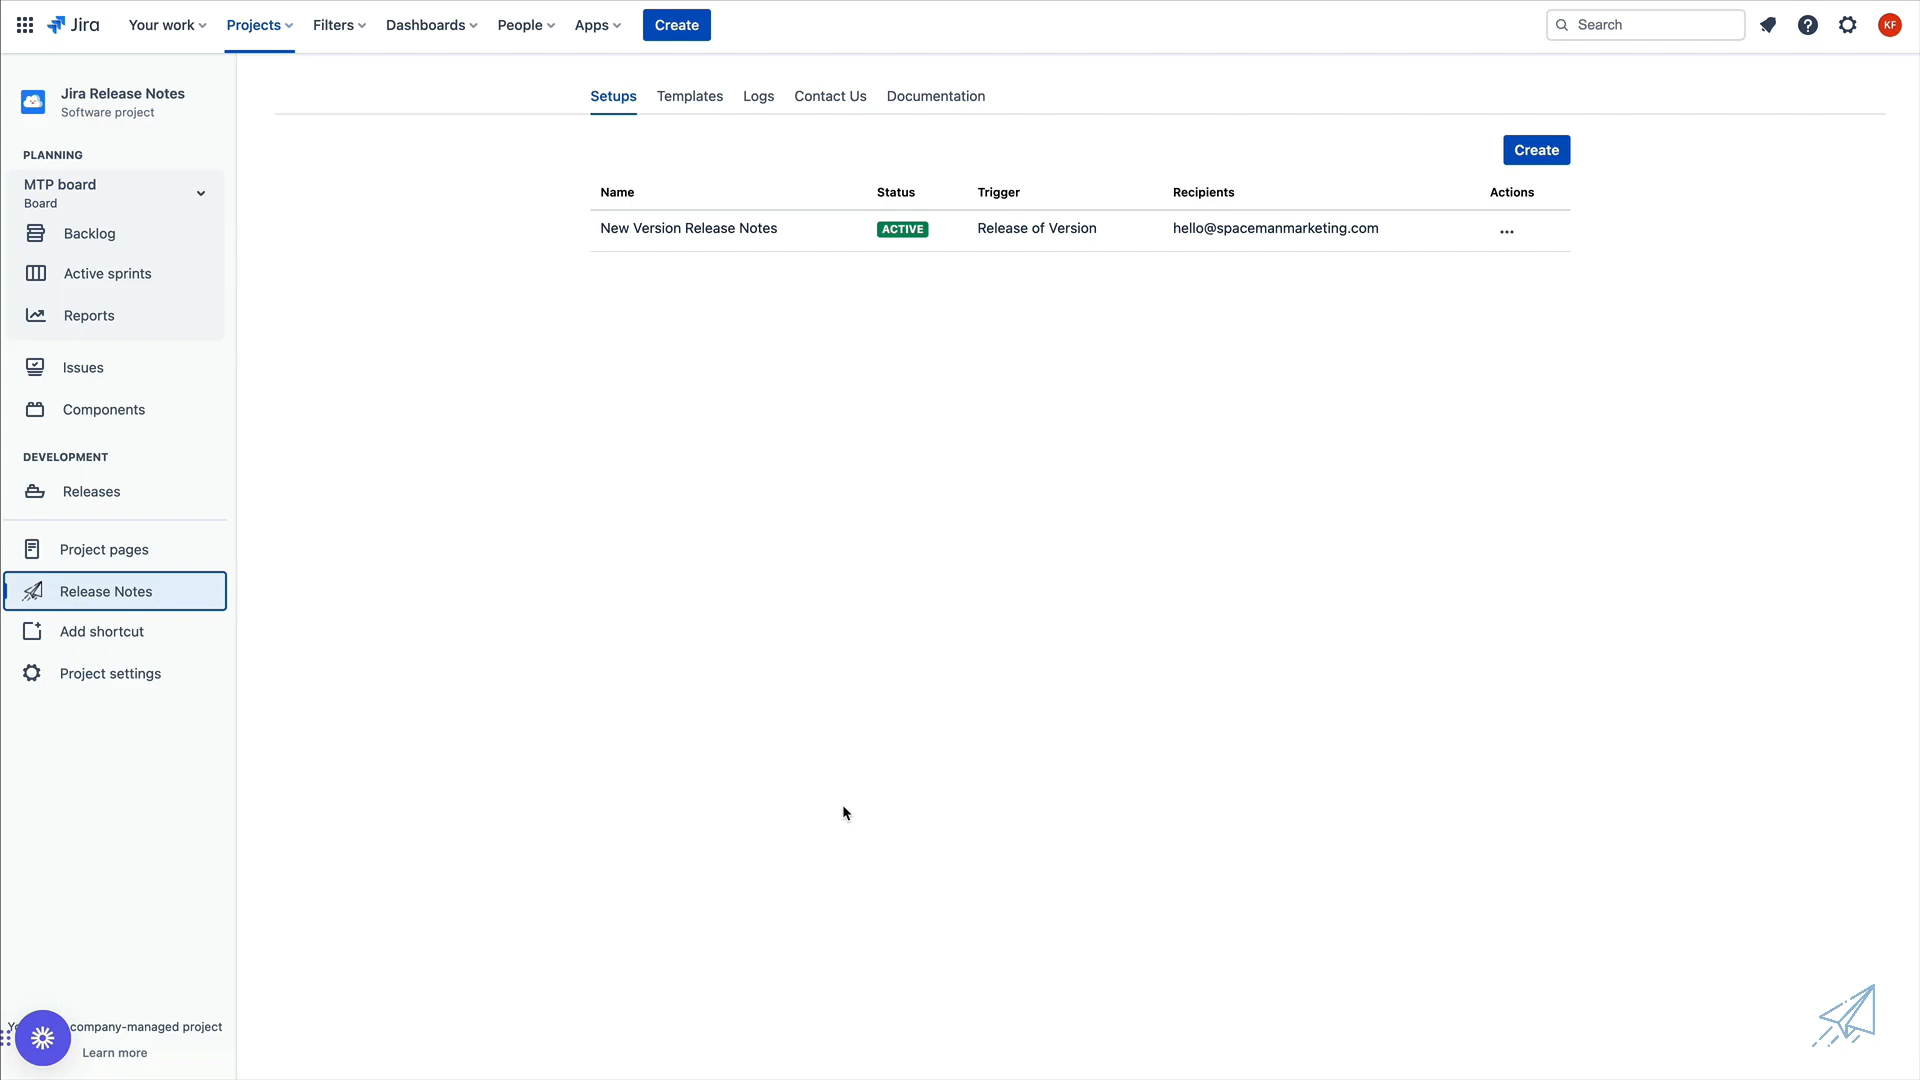 Jira Your work Projects Filters Dashboards People Apps Create Search KF
Jira Release Notes
Software project
PLANNING
MTP board
Board
Backlog
Active sprints
Reports
Issues
Components
DEVELOPMENT
Releases
Project pages
Release Notes
Add shortcut
Project settings
company-managed project
Learn more
Setups Templates Logs Contact Us Documentation
Create
Name Status Trigger Recipients Actions
New Version Release Notes ACTIVE Release of Version hello@spacemanmarketing.com